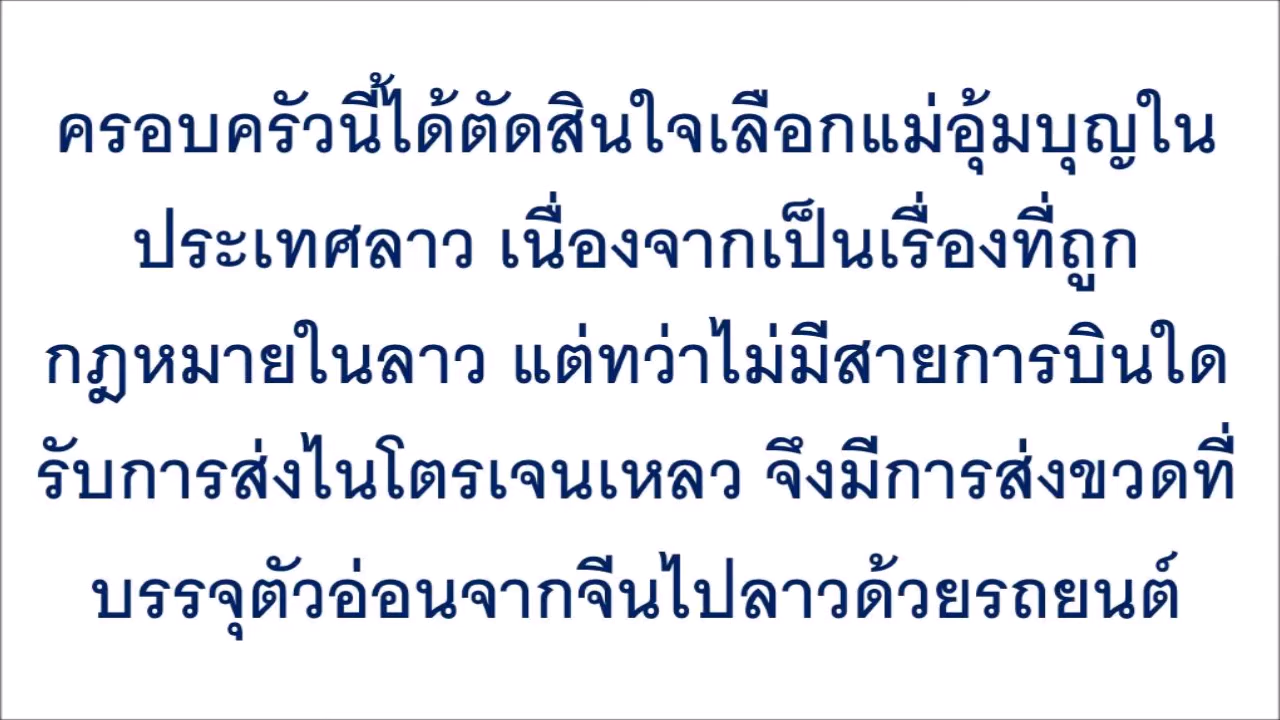 ครอบครัวนี้ได้ตัดสินใจเลือกแม่อุ้มบุญใน
ประเทศลาว เนื่องจากเป็นเรื่องที่ถูก
กฎหมายในลาว แต่ทว่าไม่มีสายการบินใด
รับการส่งไนโตรเจนเหลว จึงมีการส่งขวดที่
บรรจุตัวอ่อนจากจีนไปลาวด้วยรถยนต์